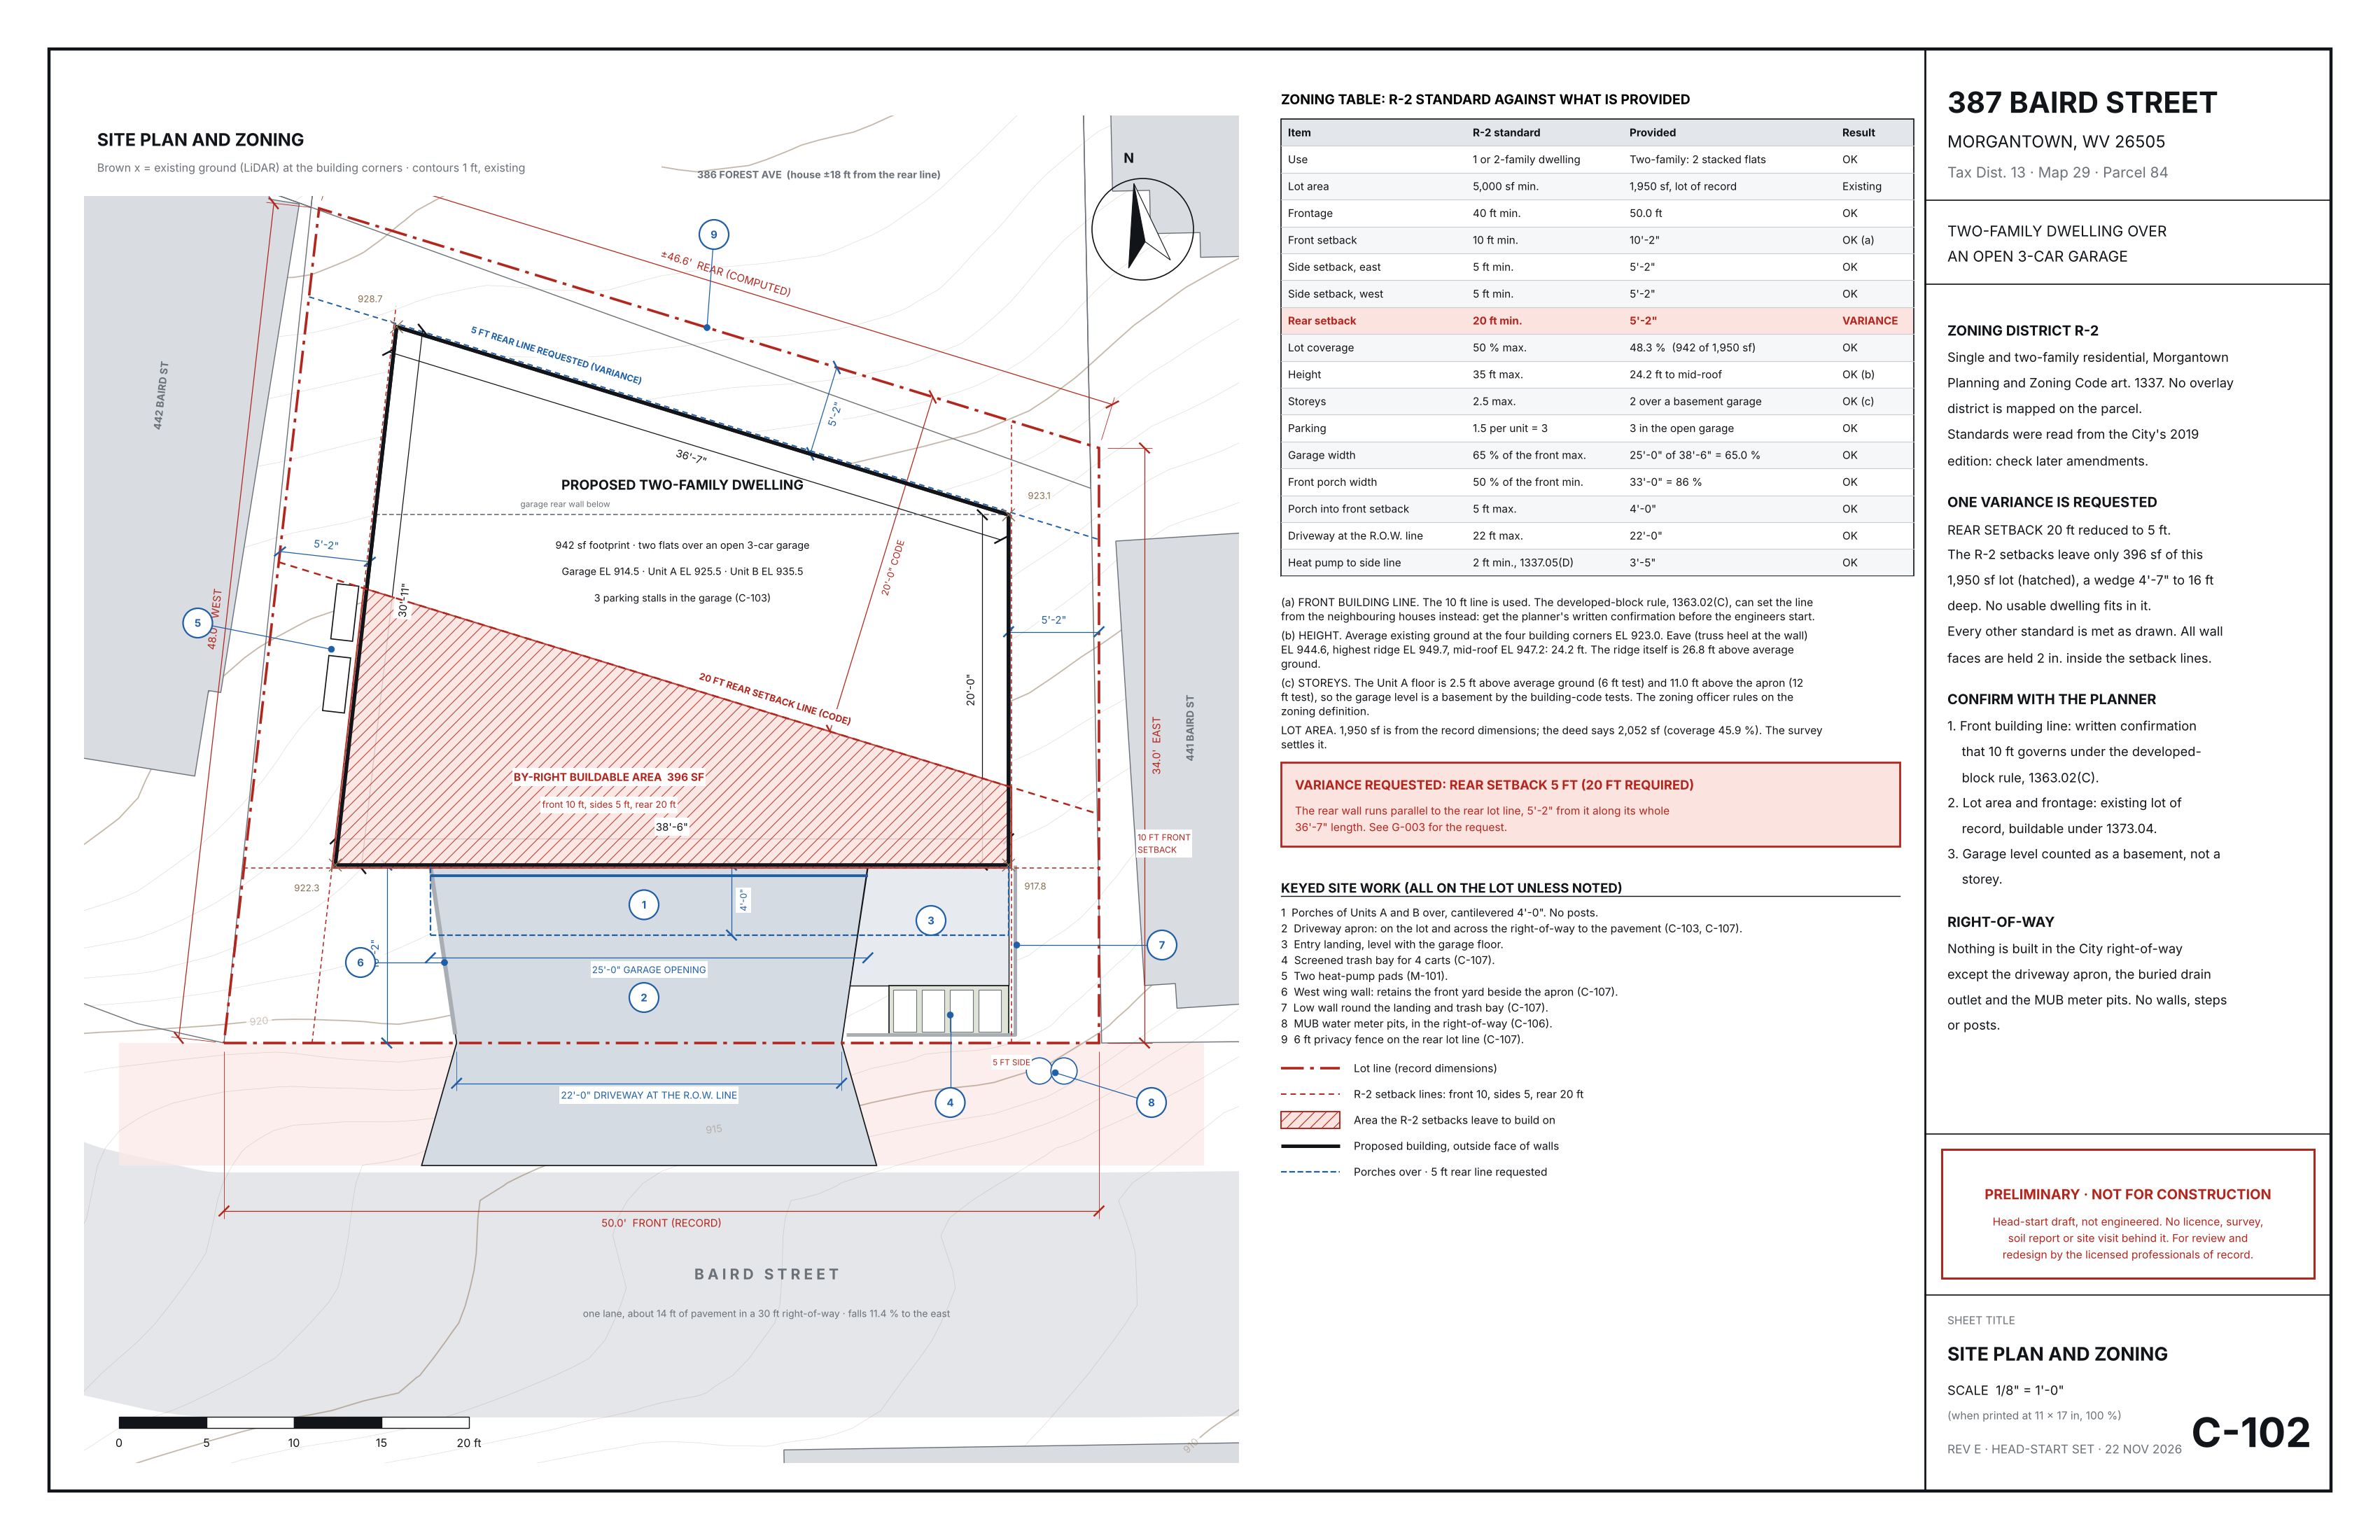 SITE PLAN AND ZONING
Brown x = existing ground (LiDAR) at the building corners · contours 1 ft, existing
386 FOREST AVE (house ±18 ft from the rear line)
N
9
±46.6' REAR (COMPUTED)
928.7
5 FT REAR LINE REQUESTED (VARIANCE)
442 BAIRD ST
5'-2"
36'-7"
PROPOSED TWO-FAMILY DWELLING
garage rear wall below
923.1
942 sf footprint · two flats over an open 3-car garage
Garage EL 914.5 · Unit A EL 925.5 · Unit B EL 935.5
3 parking stalls in the garage (C-103)
5'-2"
20'-0" CODE
30'-11"
48.0' WEST
5
5'-2"
20'-0"
20 FT REAR SETBACK LINE (CODE)
34.0' EAST
441 BAIRD ST
BY-RIGHT BUILDABLE AREA 396 SF
front 10 ft, sides 5 ft, rear 20 ft
38'-6"
10 FT FRONT
SETBACK
922.3
917.8
1
4'-0"
3
6
7
25'-0" GARAGE OPENING
2
920
5 FT SIDE
22'-0" DRIVEWAY AT THE R.O.W. LINE
4
8
915
50.0' FRONT (RECORD)
BAIRD STREET
one lane, about 14 ft of pavement in a 30 ft right-of-way · falls 11.4 % to the east
0 5 10 15 20 ft
910
ZONING TABLE: R-2 STANDARD AGAINST WHAT IS PROVIDED
Item R-2 standard Provided Result
Use 1 or 2-family dwelling Two-family: 2 stacked flats OK
Lot area 5,000 sf min. 1,950 sf, lot of record Existing
Frontage 40 ft min. 50.0 ft OK
Front setback 10 ft min. 10'-2" OK (a)
Side setback, east 5 ft min. 5'-2" OK
Side setback, west 5 ft min. 5'-2" OK
Rear setback 20 ft min. 5'-2" VARIANCE
Lot coverage 50 % max. 48.3 % (942 of 1,950 sf) OK
Height 35 ft max. 24.2 ft to mid-roof OK (b)
Storeys 2.5 max. 2 over a basement garage OK (c)
Parking 1.5 per unit = 3 3 in the open garage OK
Garage width 65 % of the front max. 25'-0" of 38'-6" = 65.0 % OK
Front porch width 50 % of the front min. 33'-0" = 86 % OK
Porch into front setback 5 ft max. 4'-0" OK
Driveway at the R.O.W. line 22 ft max. 22'-0" OK
Heat pump to side line 2 ft min., 1337.05(D) 3'-5" OK
(a) FRONT BUILDING LINE. The 10 ft line is used. The developed-block rule, 1363.02(C), can set the line
from the neighbouring houses instead: get the planner's written confirmation before the engineers start.
(b) HEIGHT. Average existing ground at the four building corners EL 923.0. Eave (truss heel at the wall)
EL 944.6, highest ridge EL 949.7, mid-roof EL 947.2: 24.2 ft. The ridge itself is 26.8 ft above average
ground.
(c) STOREYS. The Unit A floor is 2.5 ft above average ground (6 ft test) and 11.0 ft above the apron (12
ft test), so the garage level is a basement by the building-code tests. The zoning officer rules on the
zoning definition.
LOT AREA. 1,950 sf is from the record dimensions; the deed says 2,052 sf (coverage 45.9 %). The survey
settles it.
VARIANCE REQUESTED: REAR SETBACK 5 FT (20 FT REQUIRED)
The rear wall runs parallel to the rear lot line, 5'-2" from it along its whole
36'-7" length. See G-003 for the request.
KEYED SITE WORK (ALL ON THE LOT UNLESS NOTED)
1 Porches of Units A and B over, cantilevered 4'-0". No posts.
2 Driveway apron: on the lot and across the right-of-way to the pavement (C-103, C-107).
3 Entry landing, level with the garage floor.
4 Screened trash bay for 4 carts (C-107).
5 Two heat-pump pads (M-101).
6 West wing wall: retains the front yard beside the apron (C-107).
7 Low wall round the landing and trash bay (C-107).
8 MUB water meter pits, in the right-of-way (C-106).
9 6 ft privacy fence on the rear lot line (C-107).
Lot line (record dimensions)
R-2 setback lines: front 10, sides 5, rear 20 ft
Area the R-2 setbacks leave to build on
Proposed building, outside face of walls
Porches over · 5 ft rear line requested
387 BAIRD STREET
MORGANTOWN, WV 26505
Tax Dist. 13 · Map 29 · Parcel 84
TWO-FAMILY DWELLING OVER
AN OPEN 3-CAR GARAGE
ZONING DISTRICT R-2
Single and two-family residential, Morgantown
Planning and Zoning Code art. 1337. No overlay
district is mapped on the parcel.
Standards were read from the City's 2019
edition: check later amendments.
ONE VARIANCE IS REQUESTED
REAR SETBACK 20 ft reduced to 5 ft.
The R-2 setbacks leave only 396 sf of this
1,950 sf lot (hatched), a wedge 4'-7" to 16 ft
deep. No usable dwelling fits in it.
Every other standard is met as drawn. All wall
faces are held 2 in. inside the setback lines.
CONFIRM WITH THE PLANNER
1. Front building line: written confirmation
that 10 ft governs under the developed-
block rule, 1363.02(C).
2. Lot area and frontage: existing lot of
record, buildable under 1373.04.
3. Garage level counted as a basement, not a
storey.
RIGHT-OF-WAY
Nothing is built in the City right-of-way
except the driveway apron, the buried drain
outlet and the MUB meter pits. No walls, steps
or posts.
PRELIMINARY · NOT FOR CONSTRUCTION
Head-start draft, not engineered. No licence, survey,
soil report or site visit behind it. For review and
redesign by the licensed professionals of record.
SHEET TITLE
SITE PLAN AND ZONING
SCALE 1/8" = 1'-0"
(when printed at 11 × 17 in, 100 %)
REV E · HEAD-START SET · 22 NOV 2026
C-102